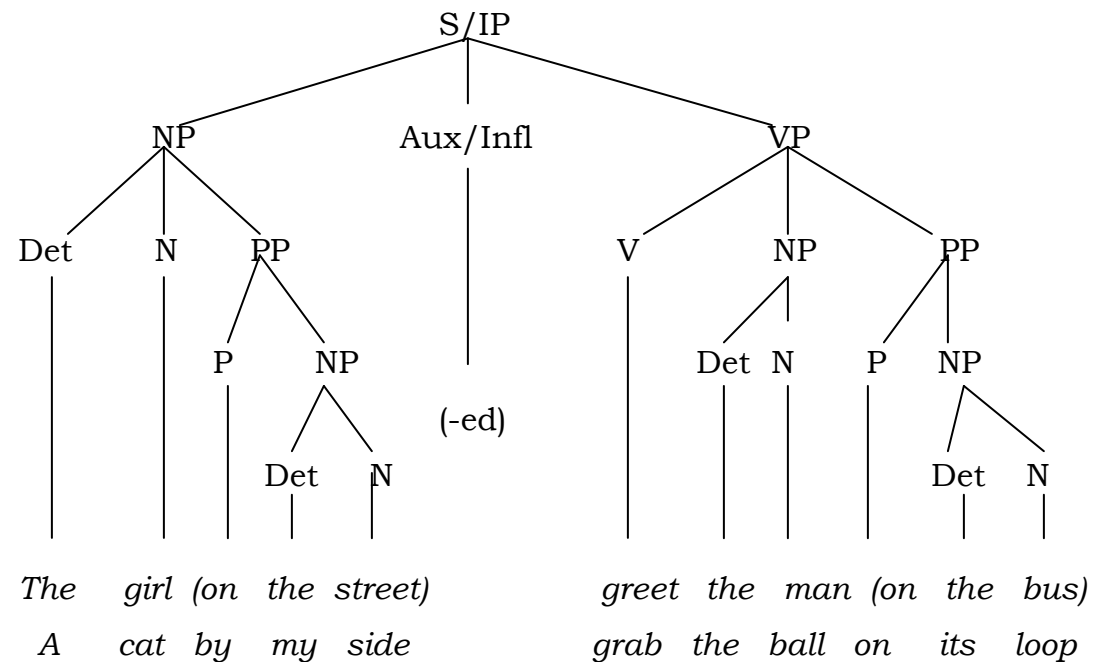 S/IP
NP Aux/Infl VP
Det N PP V NP PP
P NP Det N P NP
(-ed)
Det N Det N
The girl (on the street) greet the man (on the bus)
A cat by my side grab the ball on its loop